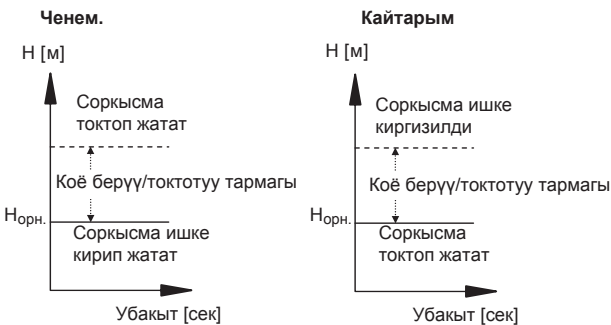 Ченем.
H [м]
Соркысма
токтоп жатат
Коё берүү/токтотуу тармагы
Hорн.
Соркысма ишке
кирип жатат
Убакыт [сек]
Кайтарым
H [м]
Соркысма ишке
киргизилди
Коё берүү/токтотуу тармагы
Hорн.
Соркысма
токтоп жатат
Убакыт [сек]